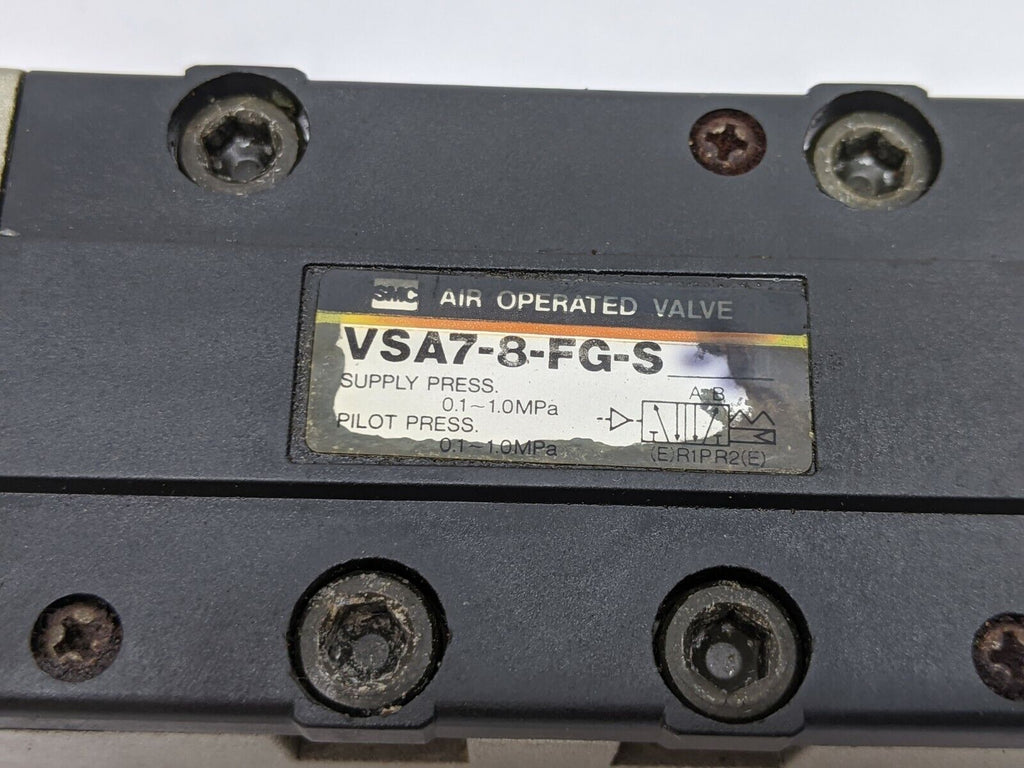 SMC AIR OPERATED VALVE
VSA7-8-FG-S
SUPPLY PRESS.
0.1~1.0MPa
PILOT PRESS.
0.1~1.0MPa
A B
(E)R1PR2(E)